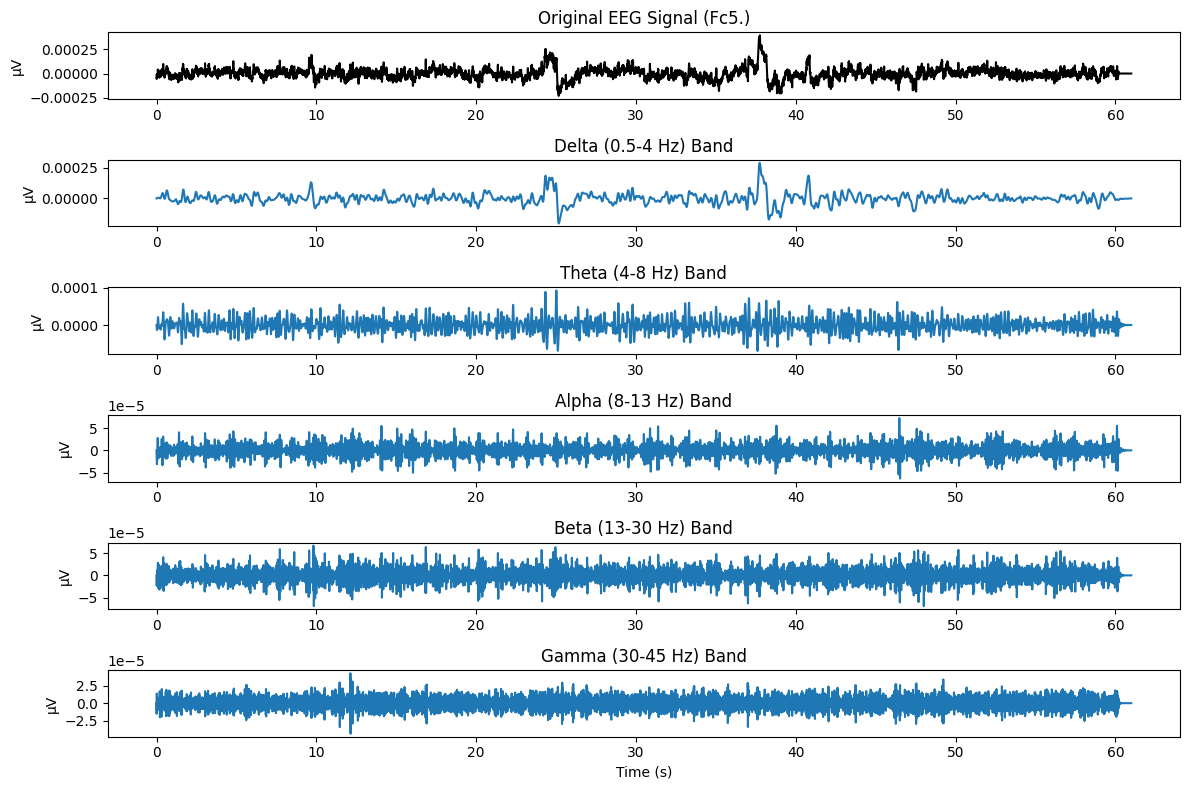 Original EEG Signal (Fc5.)
μV
0.00025
0.00000
−0.00025
0 10 20 30 40 50 60
Delta (0.5-4 Hz) Band
μV
0.00025
0.00000
0 10 20 30 40 50 60
Theta (4-8 Hz) Band
μV
0.0001
0.0000
0 10 20 30 40 50 60
Alpha (8-13 Hz) Band
1e−5
μV
5
0
−5
0 10 20 30 40 50 60
Beta (13-30 Hz) Band
1e−5
μV
5
0
−5
0 10 20 30 40 50 60
Gamma (30-45 Hz) Band
1e−5
μV
2.5
0.0
−2.5
0 10 20 30 40 50 60
Time (s)